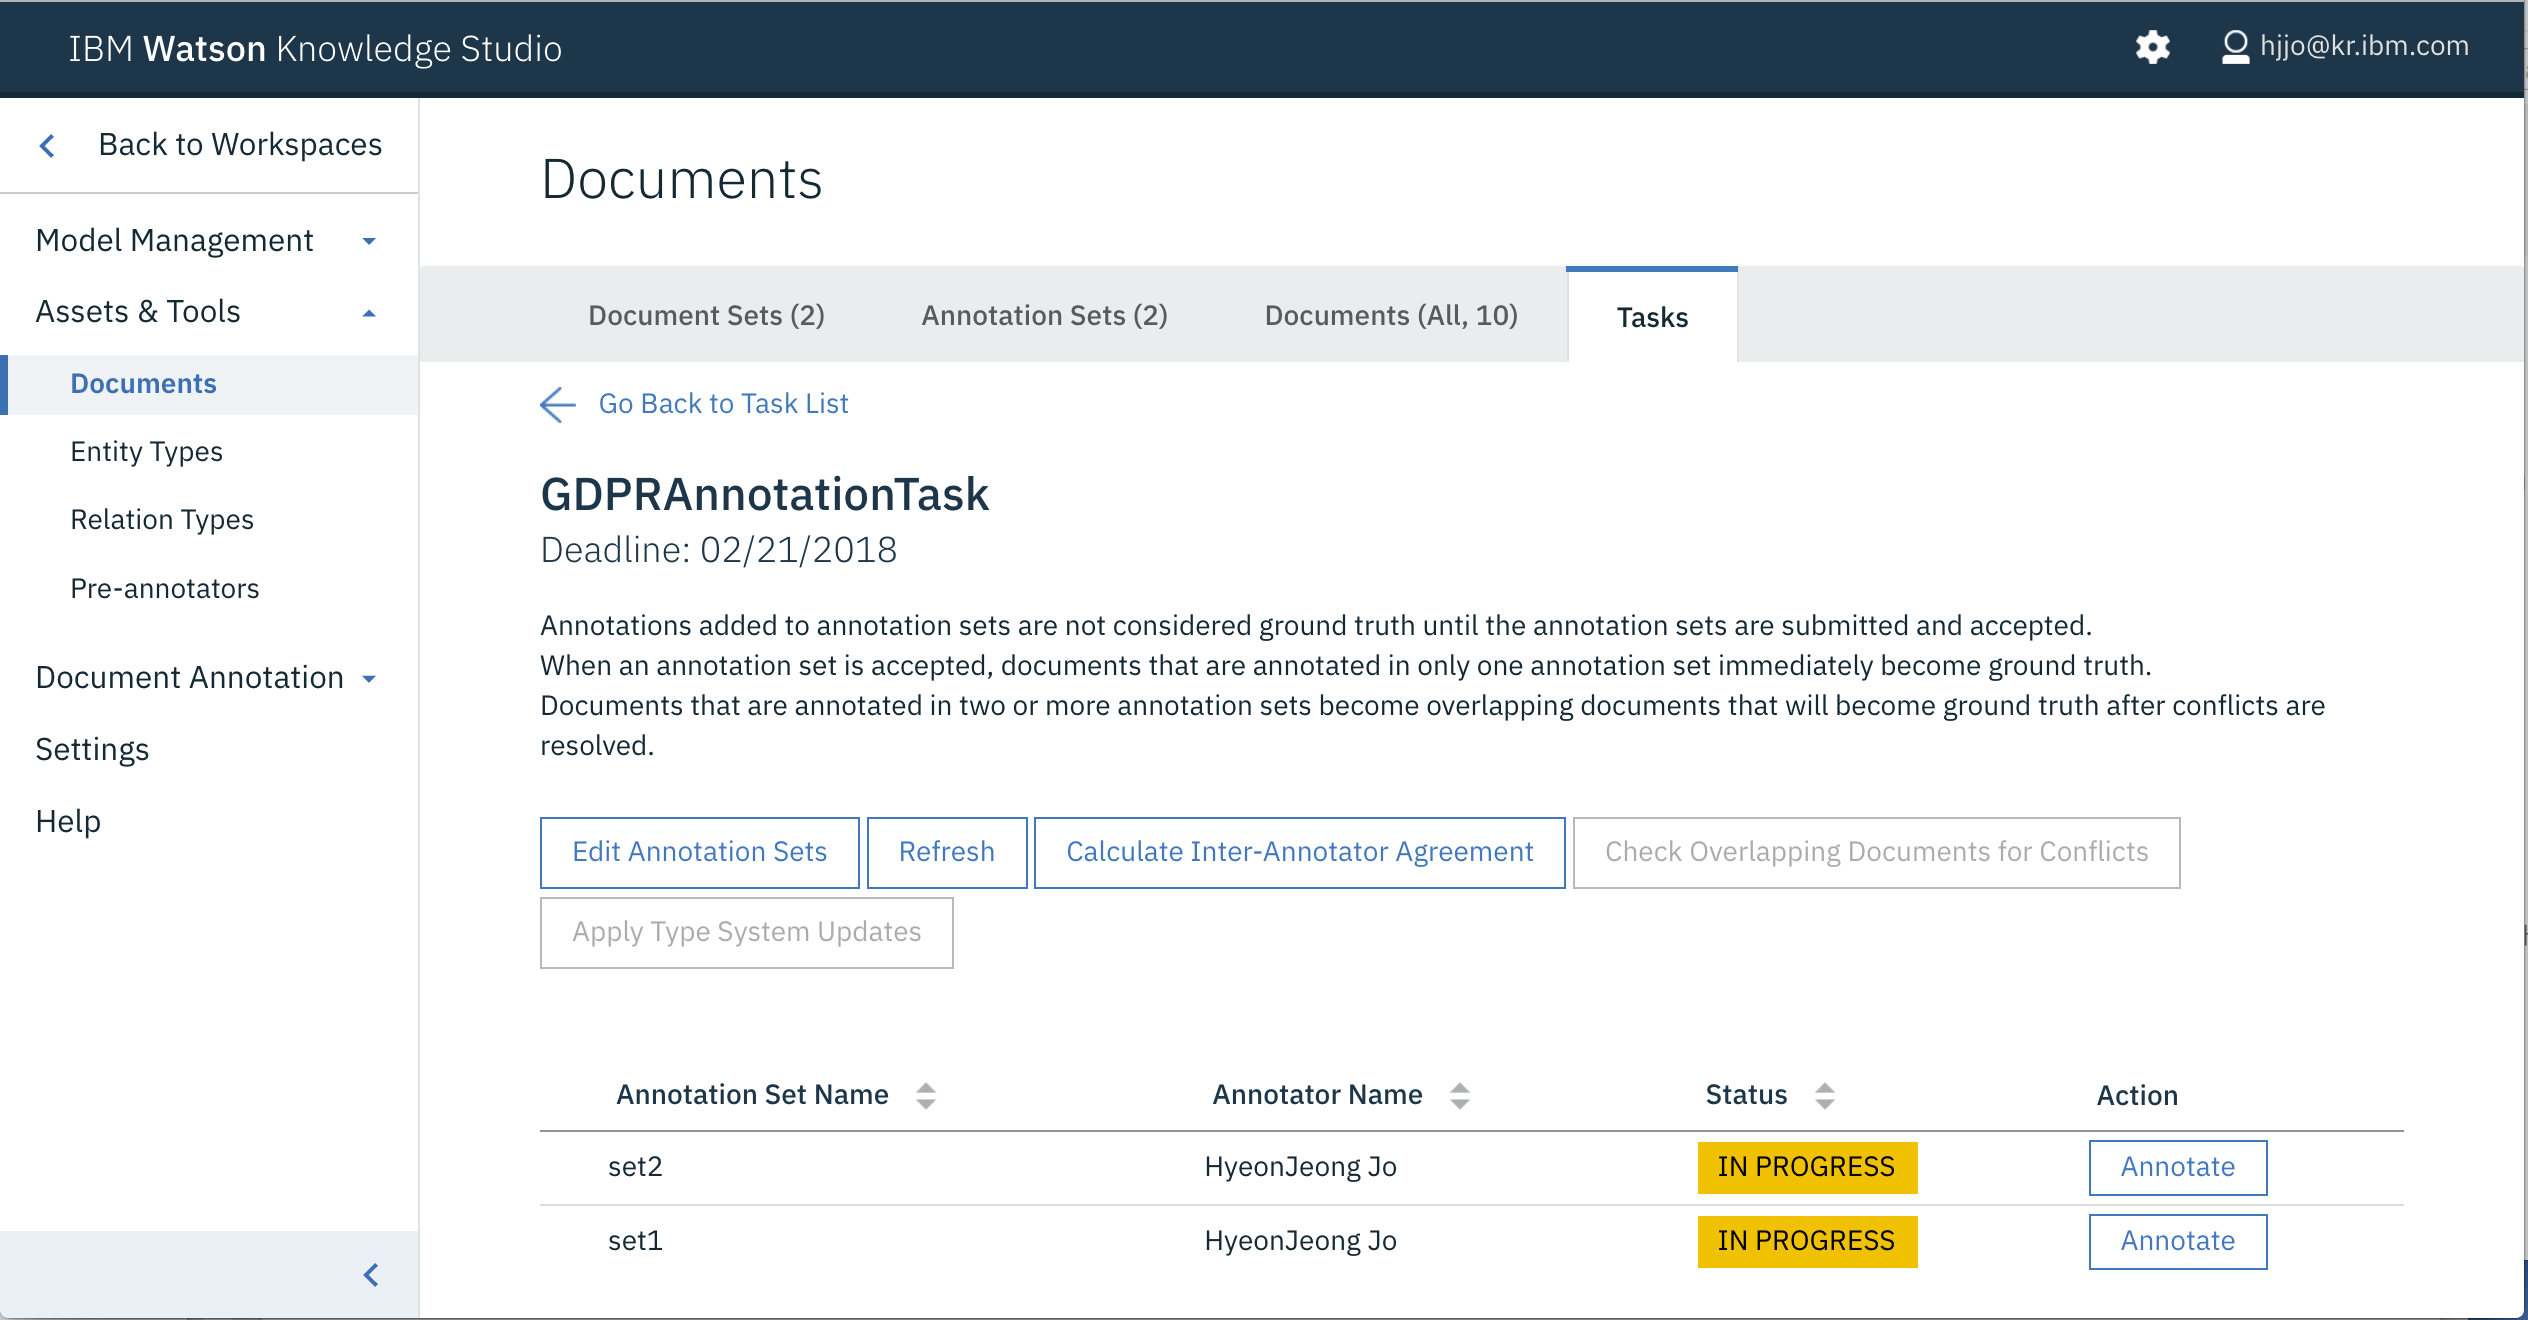 IBM Watson Knowledge Studio
hjjo@kr.ibm.com
Back to Workspaces
Model Management
Assets & Tools
Documents
Entity Types
Relation Types
Pre-annotators
Document Annotation
Settings
Help
Documents
Document Sets (2)
Annotation Sets (2)
Documents (All, 10)
Tasks
Go Back to Task List
GDPRAnnotationTask
Deadline: 02/21/2018
Annotations added to annotation sets are not considered ground truth until the annotation sets are submitted and accepted.
When an annotation set is accepted, documents that are annotated in only one annotation set immediately become ground truth.
Documents that are annotated in two or more annotation sets become overlapping documents that will become ground truth after conflicts are
resolved.
Edit Annotation Sets
Refresh
Calculate Inter-Annotator Agreement
Check Overlapping Documents for Conflicts
Apply Type System Updates
Annotation Set Name
Annotator Name
Status
Action
set2
HyeonJeong Jo
IN PROGRESS
Annotate
set1
HyeonJeong Jo
IN PROGRESS
Annotate